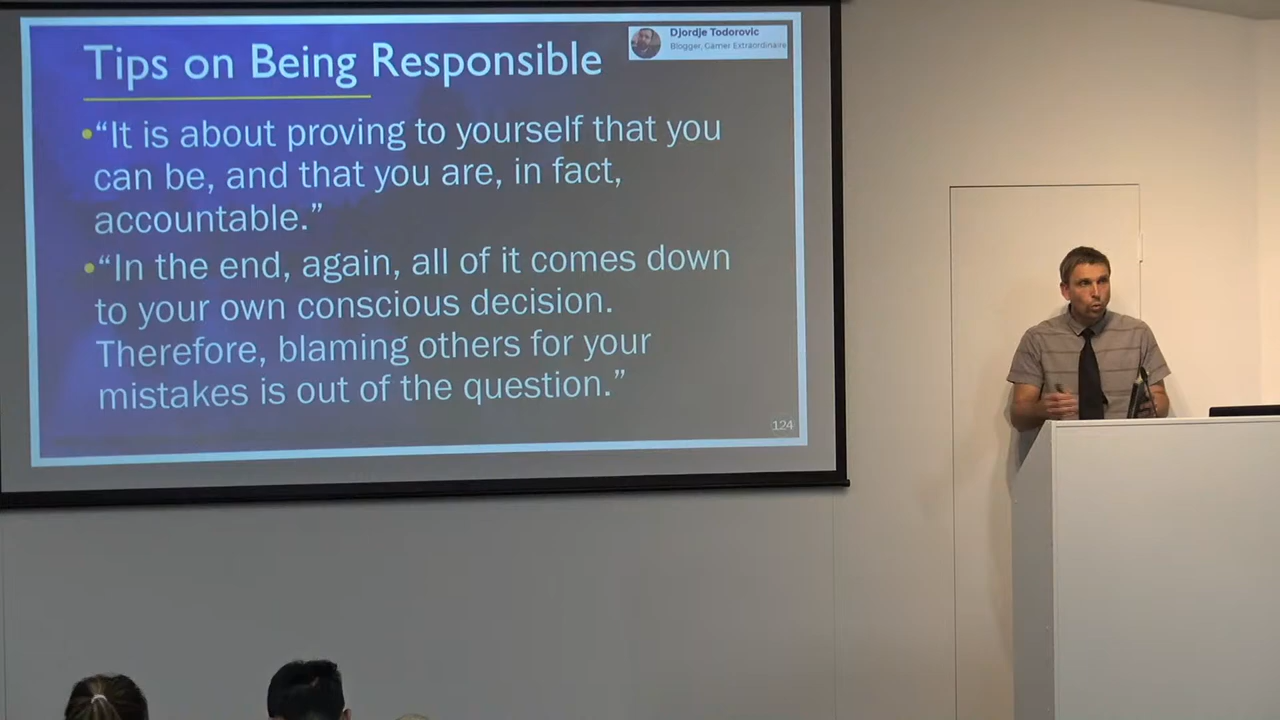 Tips on Being Responsible
Djordje Todorovic
Blogger, Gamer Extraordinaire
•“It is about proving to yourself that you
can be, and that you are, in fact,
accountable.”
•“In the end, again, all of it comes down
to your own conscious decision.
Therefore, blaming others for your
mistakes is out of the question.”
124